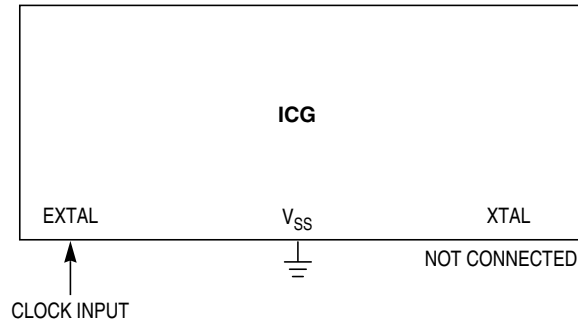 ICG
EXTAL
VSS
XTAL
NOT CONNECTED
CLOCK INPUT